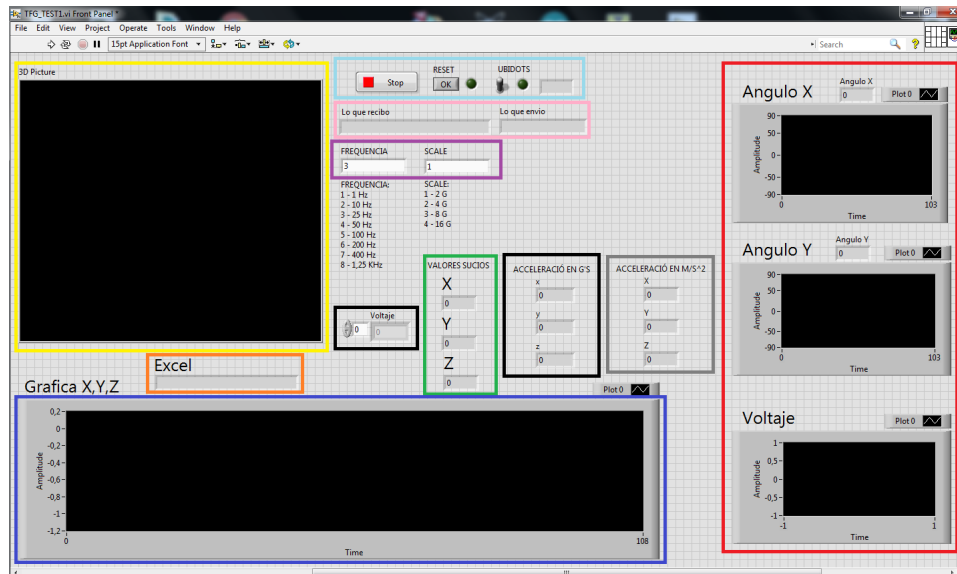 TFG_TEST1.vi Front Panel *
File Edit View Project Operate Tools Window Help
15pt Application Font
Search
3D Picture
Stop
RESET
OK
UBIDOTS
Lo que recibo
Lo que envio
FREQUENCIA
3
SCALE
1
FREQUENCIA:
1 - 1 Hz
2 - 10 Hz
3 - 25 Hz
4 - 50 Hz
5 - 100 Hz
6 - 200 Hz
7 - 400 Hz
8 - 1,25 KHz
SCALE:
1 - 2 G
2 - 4 G
3 - 8 G
4 - 16 G
Voltaje
0
0
VALORES SUCIOS
X
0
Y
0
Z
0
ACCELERACIÓ EN G'S
x
0
y
0
z
0
ACCELERACIÓ EN M/S^2
X
0
Y
0
Z
0
Excel
Grafica X,Y,Z
Plot 0
Amplitude
0,2
0
-0,2
-0,4
-0,6
-0,8
-1
-1,2
0
108
Time
Angulo X
Angulo X
0
Plot 0
Amplitude
90
50
0
-50
-90
0
103
Time
Angulo Y
Angulo Y
0
Plot 0
Amplitude
90
50
0
-50
-90
0
103
Time
Voltaje
Plot 0
Amplitude
1
0,5
0
-0,5
-1
-1
1
Time